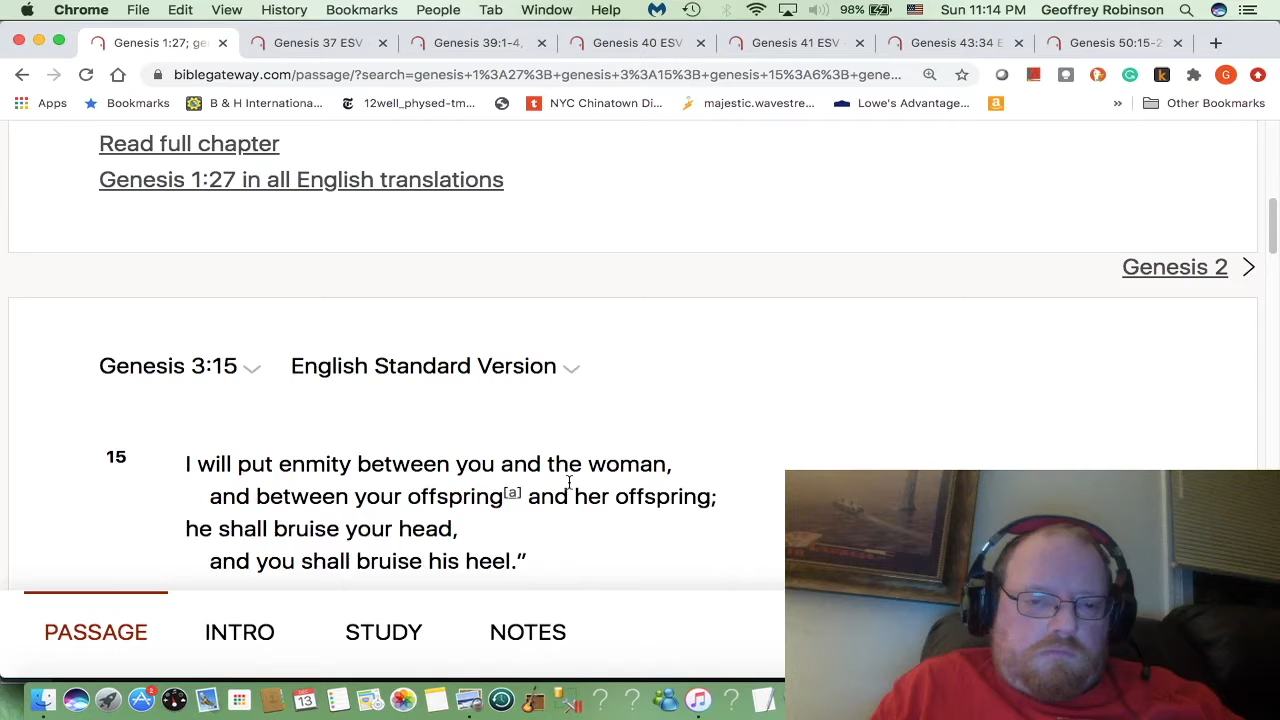 Chrome File Edit View History Bookmarks People Tab Window Help 98% Sun 11:14 PM Geoffrey Robinson
Genesis 1:27; ge Genesis 37 ESV Genesis 39:1-4, Genesis 40 ESV Genesis 41 ESV Genesis 43:34 E Genesis 50:15-2
biblegateway.com/passage/?search=genesis+1%3A27%3B+genesis+3%3A15%3B+genesis+15%3A6%3B+gene... G
Apps Bookmarks B & H Internationa... 12well_physed-tm... NYC Chinatown Di... majestic.wavestre... Lowe's Advantage... » Other Bookmarks
Read full chapter
Genesis 1:27 in all English translations
Genesis 2
Genesis 3:15 English Standard Version
15 I will put enmity between you and the woman,
and between your offspring[a] and her offspring;
he shall bruise your head,
and you shall bruise his heel.”
PASSAGE INTRO STUDY NOTES